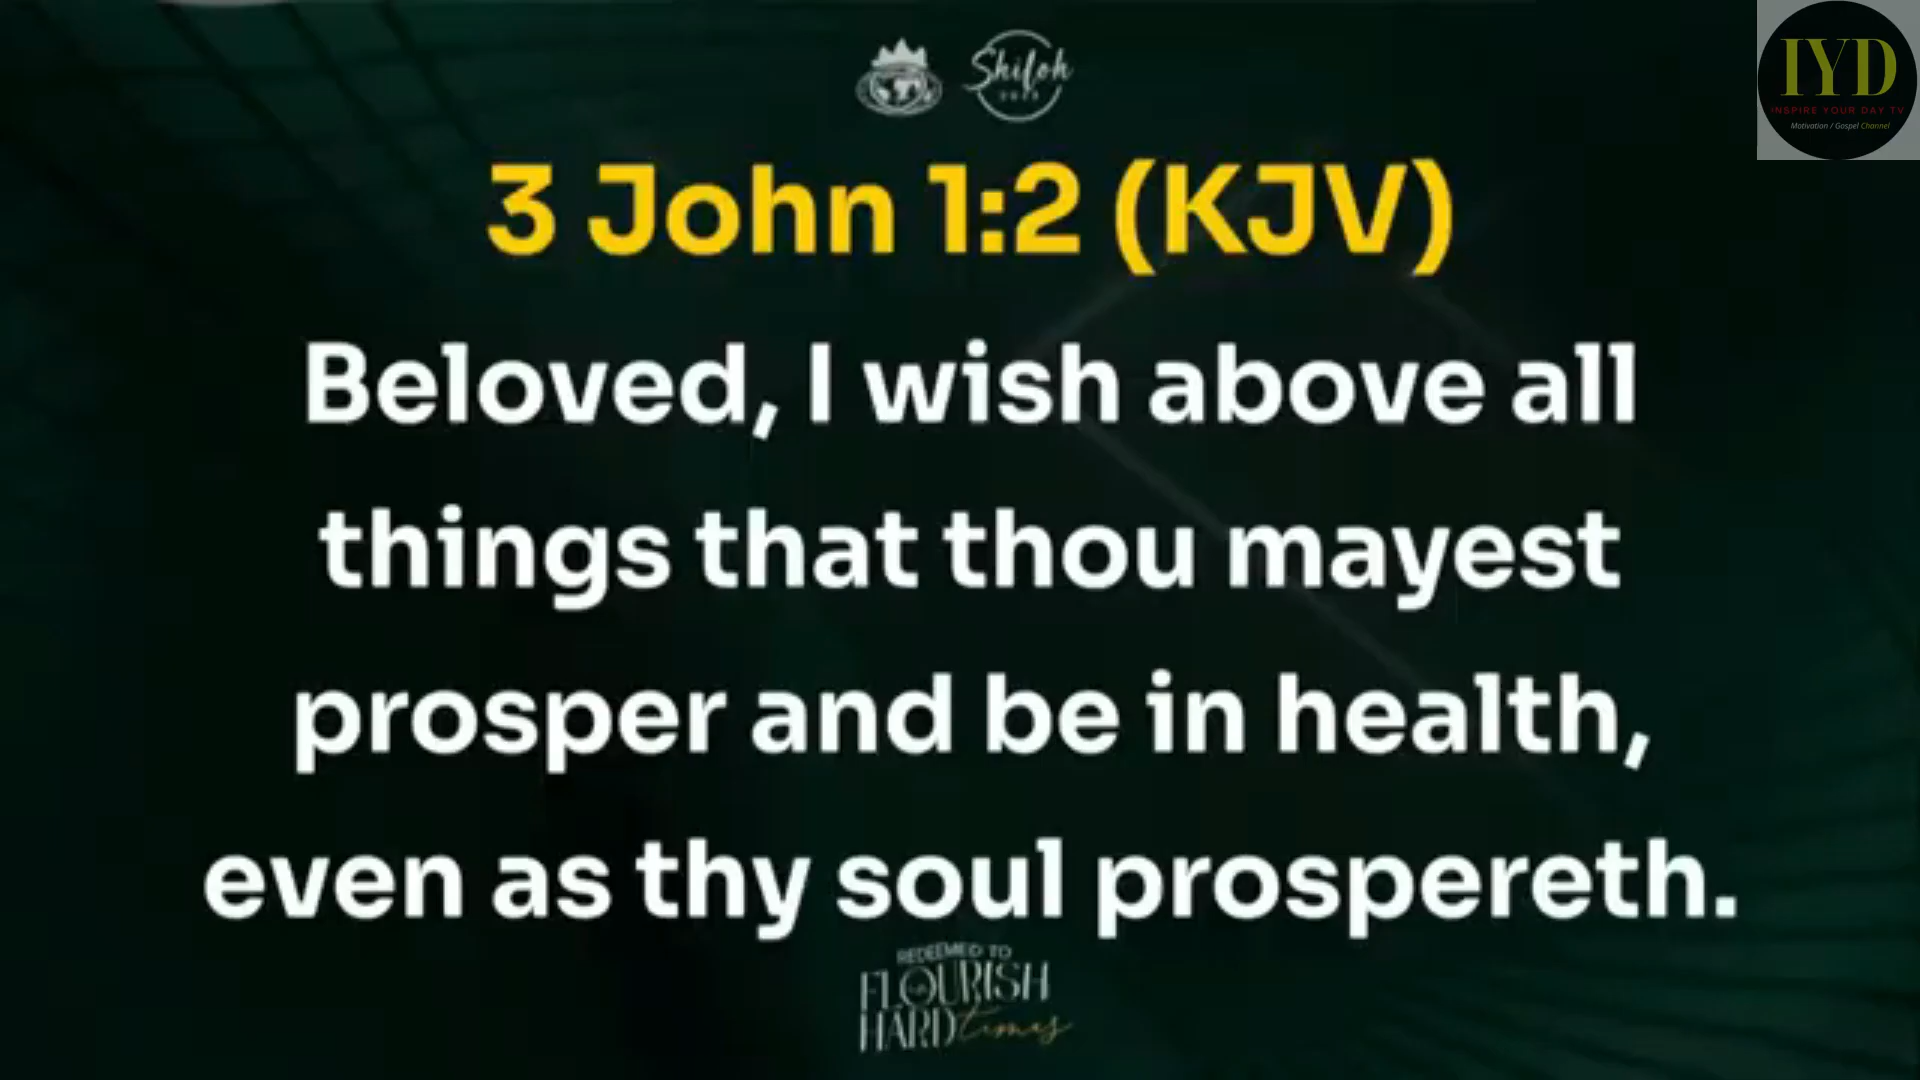 Shiloh
IYD
INSPIRE YOUR DAY TV
Motivation / Gospel Channel
3 John 1:2 (KJV)
Beloved, I wish above all
things that thou mayest
prosper and be in health,
even as thy soul prospereth.
REDEEMED TO
FLOURISH
HARD times